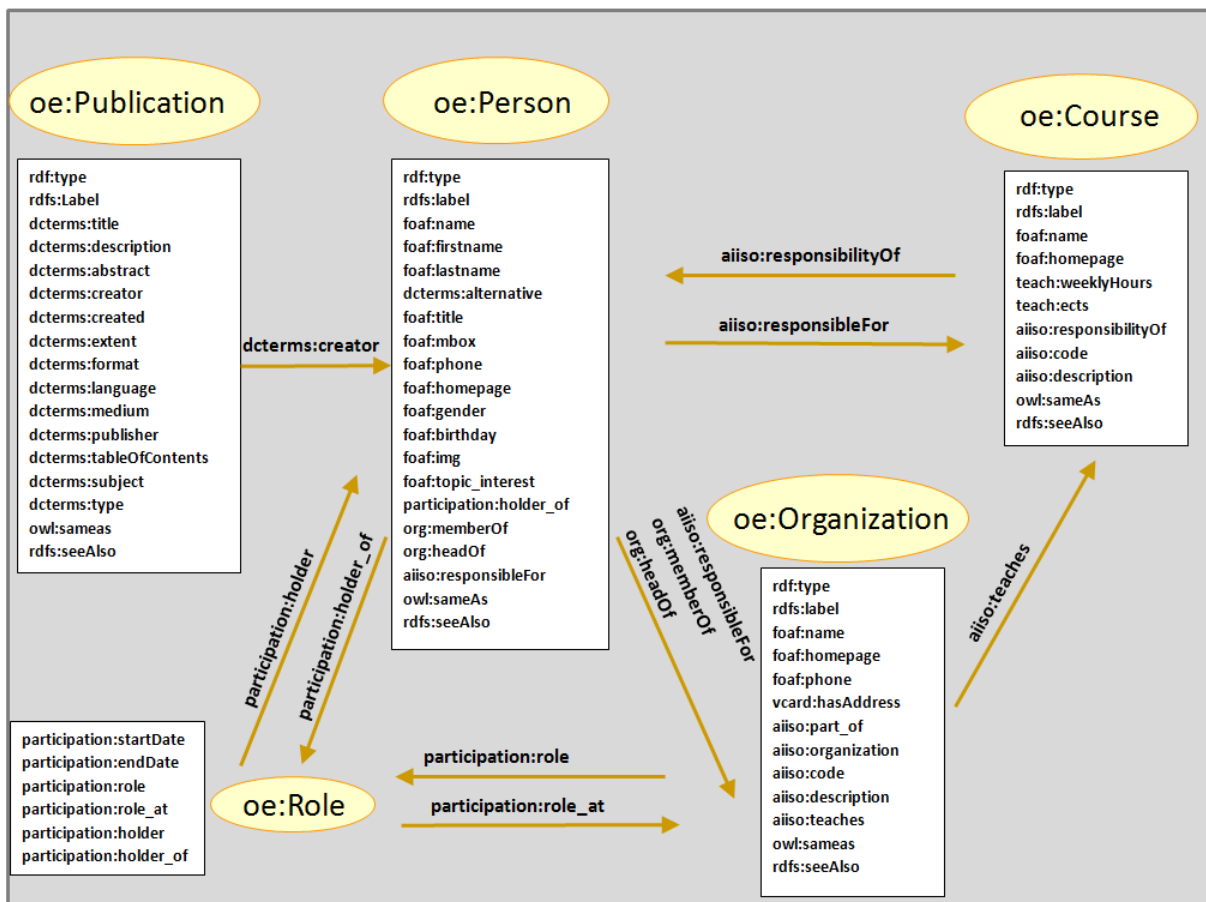 oe:Publication
rdf:type
rdfs:Label
dcterms:title
dcterms:description
dcterms:abstract
dcterms:creator
dcterms:created
dcterms:extent
dcterms:format
dcterms:language
dcterms:medium
dcterms:publisher
dcterms:tableOfContents
dcterms:subject
dcterms:type
owl:sameas
rdfs:seeAlso
dcterms:creator
oe:Person
rdf:type
rdfs:label
foaf:name
foaf:firstname
foaf:lastname
dcterms:alternative
foaf:title
foaf:mbox
foaf:phone
foaf:homepage
foaf:gender
foaf:birthday
foaf:img
foaf:topic_interest
participation:holder_of
org:memberOf
org:headOf
aiiso:responsibleFor
owl:sameAs
rdfs:seeAlso
aiiso:responsibilityOf
aiiso:responsibleFor
oe:Course
rdf:type
rdfs:label
foaf:name
foaf:homepage
teach:weeklyHours
teach:ects
aiiso:responsibilityOf
aiiso:code
aiiso:description
owl:sameAs
rdfs:seeAlso
participation:holder
participation:holder_of
aiiso:responsibleFor
org:memberOf
org:headOf
oe:Organization
rdf:type
rdfs:label
foaf:name
foaf:homepage
foaf:phone
vcard:hasAddress
aiiso:part_of
aiiso:organization
aiiso:code
aiiso:description
aiiso:teaches
owl:sameas
rdfs:seeAlso
aiiso:teaches
participation:startDate
participation:endDate
participation:role
participation:role_at
participation:holder
participation:holder_of
oe:Role
participation:role
participation:role_at